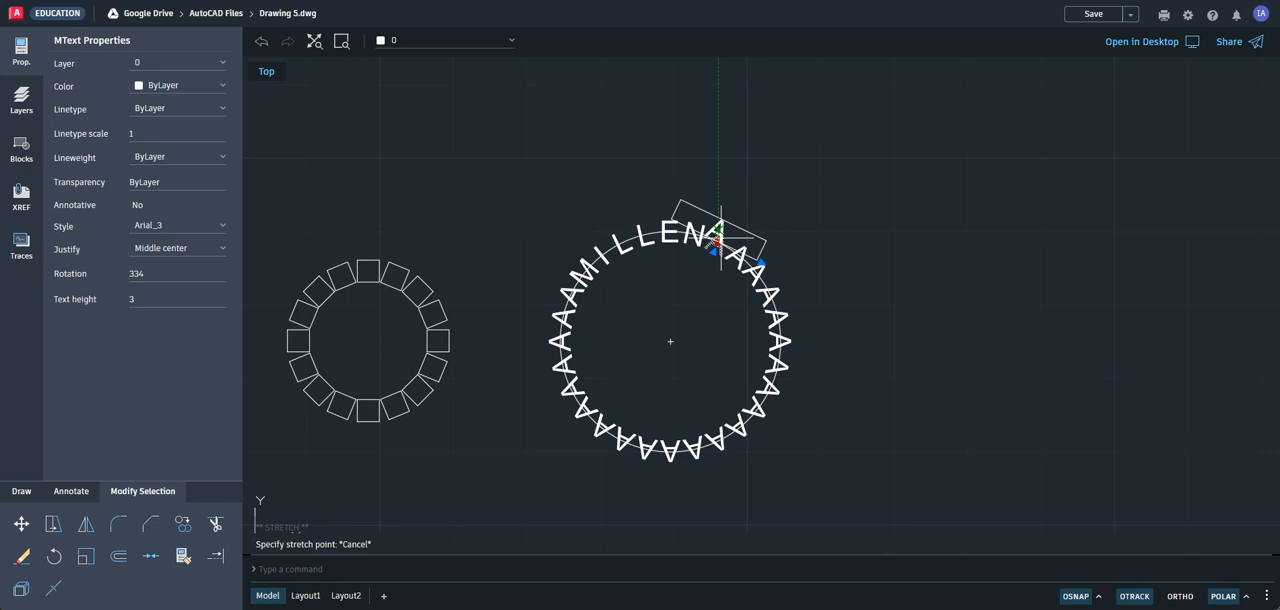 A EDUCATION Google Drive > AutoCAD Files > Drawing 5.dwg Save IA
Prop.
Layers
Blocks
XREF
Traces
MText Properties
Layer 0
Color ByLayer
Linetype ByLayer
Linetype scale 1
Lineweight ByLayer
Transparency ByLayer
Annotative No
Style Arial_3
Justify Middle center
Rotation 334
Text height 3
Draw Annotate Modify Selection
0 Open in Desktop Share
Top
AMILLENAAAAAAAAAAAAAAAAAAAAAAAAA
Y
** STRETCH **
Specify stretch point: *Cancel*
> Type a command
Model Layout1 Layout2 + OSNAP OTRACK ORTHO POLAR